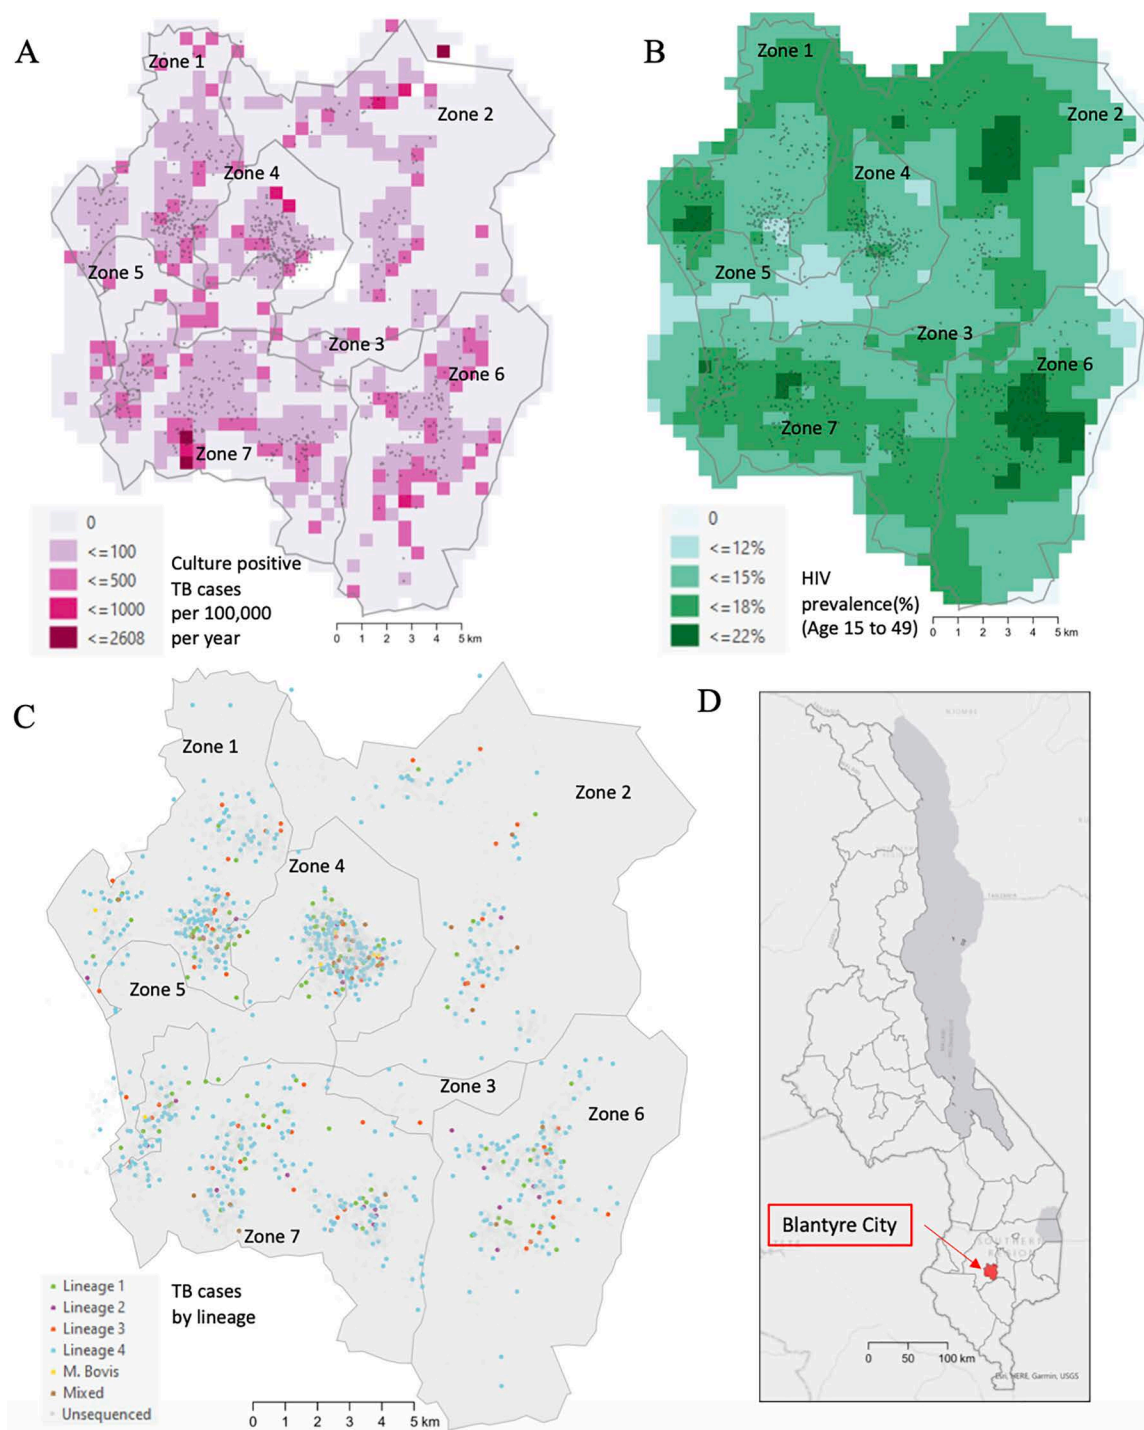 A
Zone 1
Zone 2
Zone 4
Zone 5
Zone 3
Zone 6
Zone 7
0
<=100
<=500
<=1000
<=2608
Culture positive
TB cases
per 100,000
per year
0 1 2 3 4 5 km
B
Zone 1
Zone 2
Zone 4
Zone 5
Zone 3
Zone 6
Zone 7
0
<=12%
<=15%
<=18%
<=22%
HIV
prevalence(%)
(Age 15 to 49)
0 1 2 3 4 5 km
C
Zone 1
Zone 2
Zone 4
Zone 5
Zone 3
Zone 6
Zone 7
Lineage 1
Lineage 2
Lineage 3
Lineage 4
M. Bovis
Mixed
Unsequenced
TB cases
by lineage
0 1 2 3 4 5 km
D
Blantyre City
SOUTHERN
REGION
0 50 100 km
Esri, HERE, Garmin, USGS